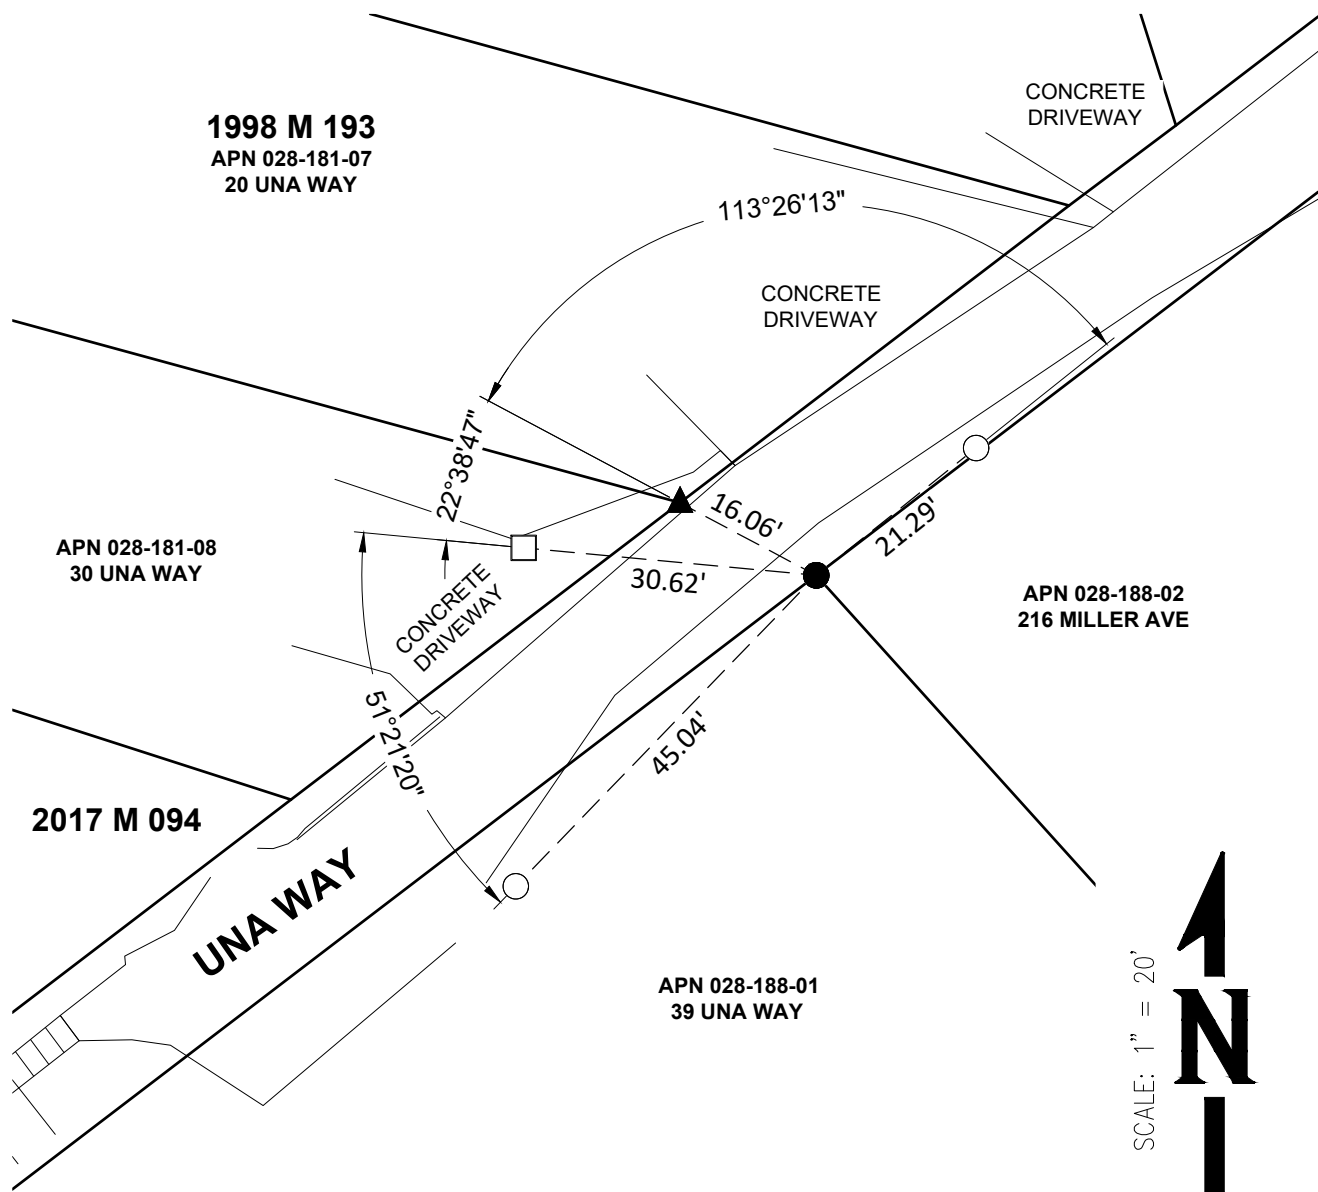 CONCRETE
DRIVEWAY
1998 M 193
APN 028-181-07
20 UNA WAY
113°26'13"
CONCRETE
DRIVEWAY
22°38'47"
16.06'
21.29'
APN 028-181-08
30 UNA WAY
30.62'
CONCRETE
DRIVEWAY
APN 028-188-02
216 MILLER AVE
51°21'20"
45.04'
2017 M 094
UNA WAY
APN 028-188-01
39 UNA WAY
SCALE: 1" = 20'
N